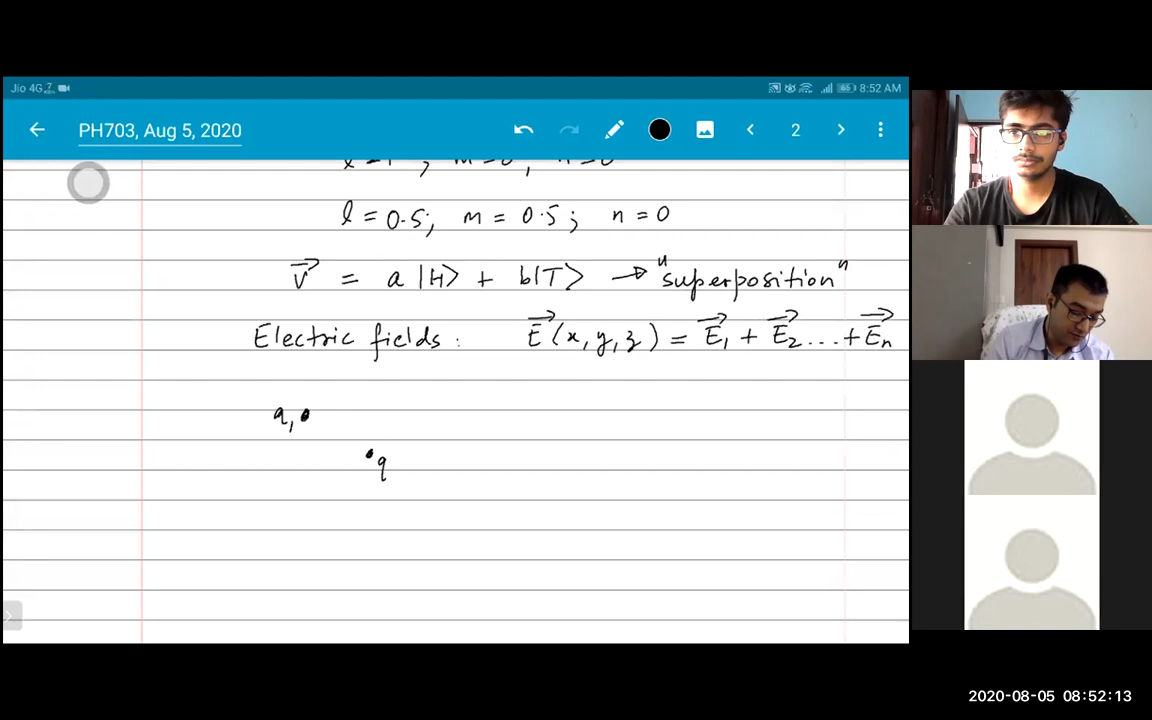 Jio 4G 8:52 AM
PH703, Aug 5, 2020 2
l = 0.5; m = 0.5; n = 0
v⃗ = a |H> + b|T> → "superposition"
Electric fields: E⃗(x, y, z) = E⃗₁ + E⃗₂ ... + E⃗ₙ
q,
q
2020-08-05 08:52:13